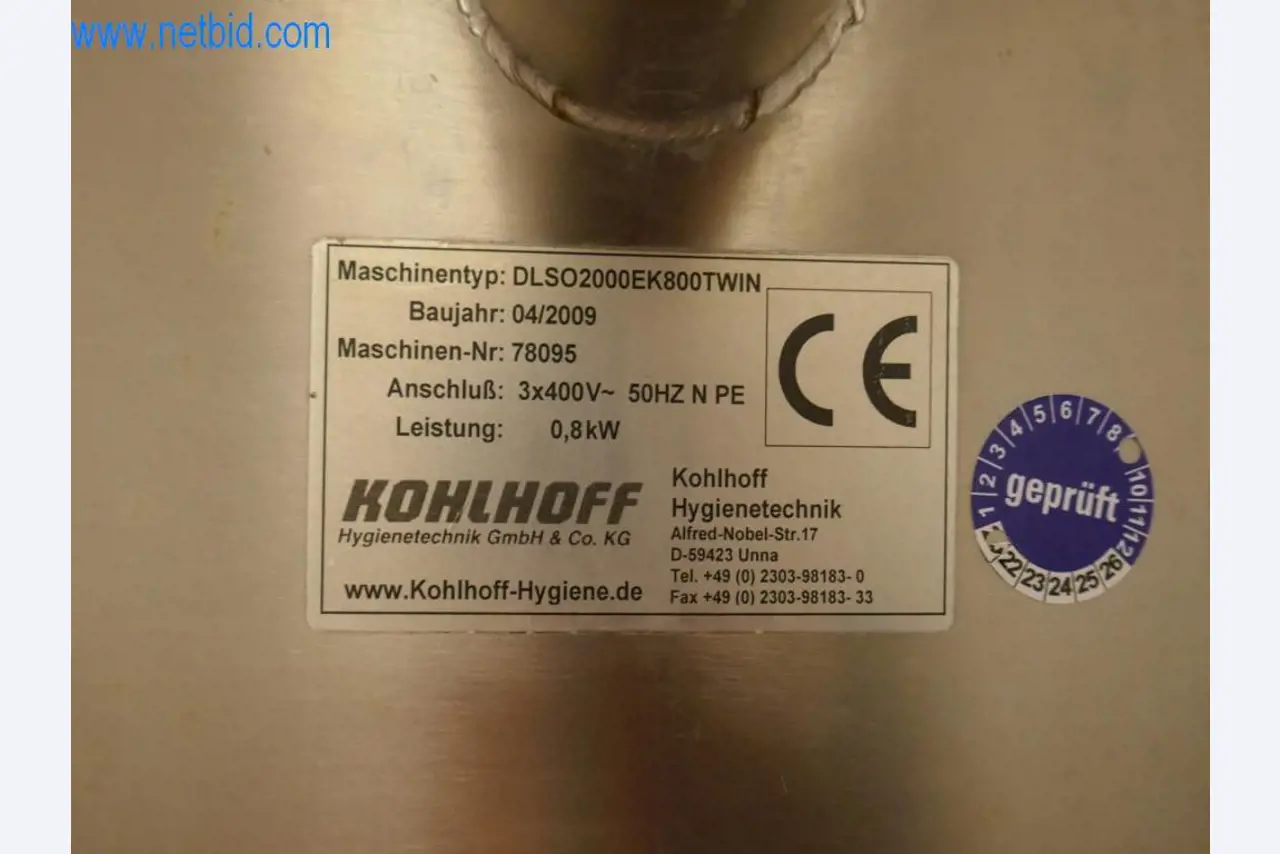 www.netbid.com
Maschinentyp: DLSO2000EK800TWIN
Baujahr: 04/2009
Maschinen-Nr: 78095
Anschluß: 3x400V~ 50HZ N PE
Leistung: 0,8kW
CE
KOHLHOFF
Hygienetechnik GmbH & Co. KG
www.Kohlhoff-Hygiene.de
Kohlhoff
Hygienetechnik
Alfred-Nobel-Str.17
D-59423 Unna
Tel. +49 (0) 2303-98183- 0
Fax +49 (0) 2303-98183- 33
1 2 3 4 5 6 7 8 10 11 12
geprüft
22 23 24 25 26